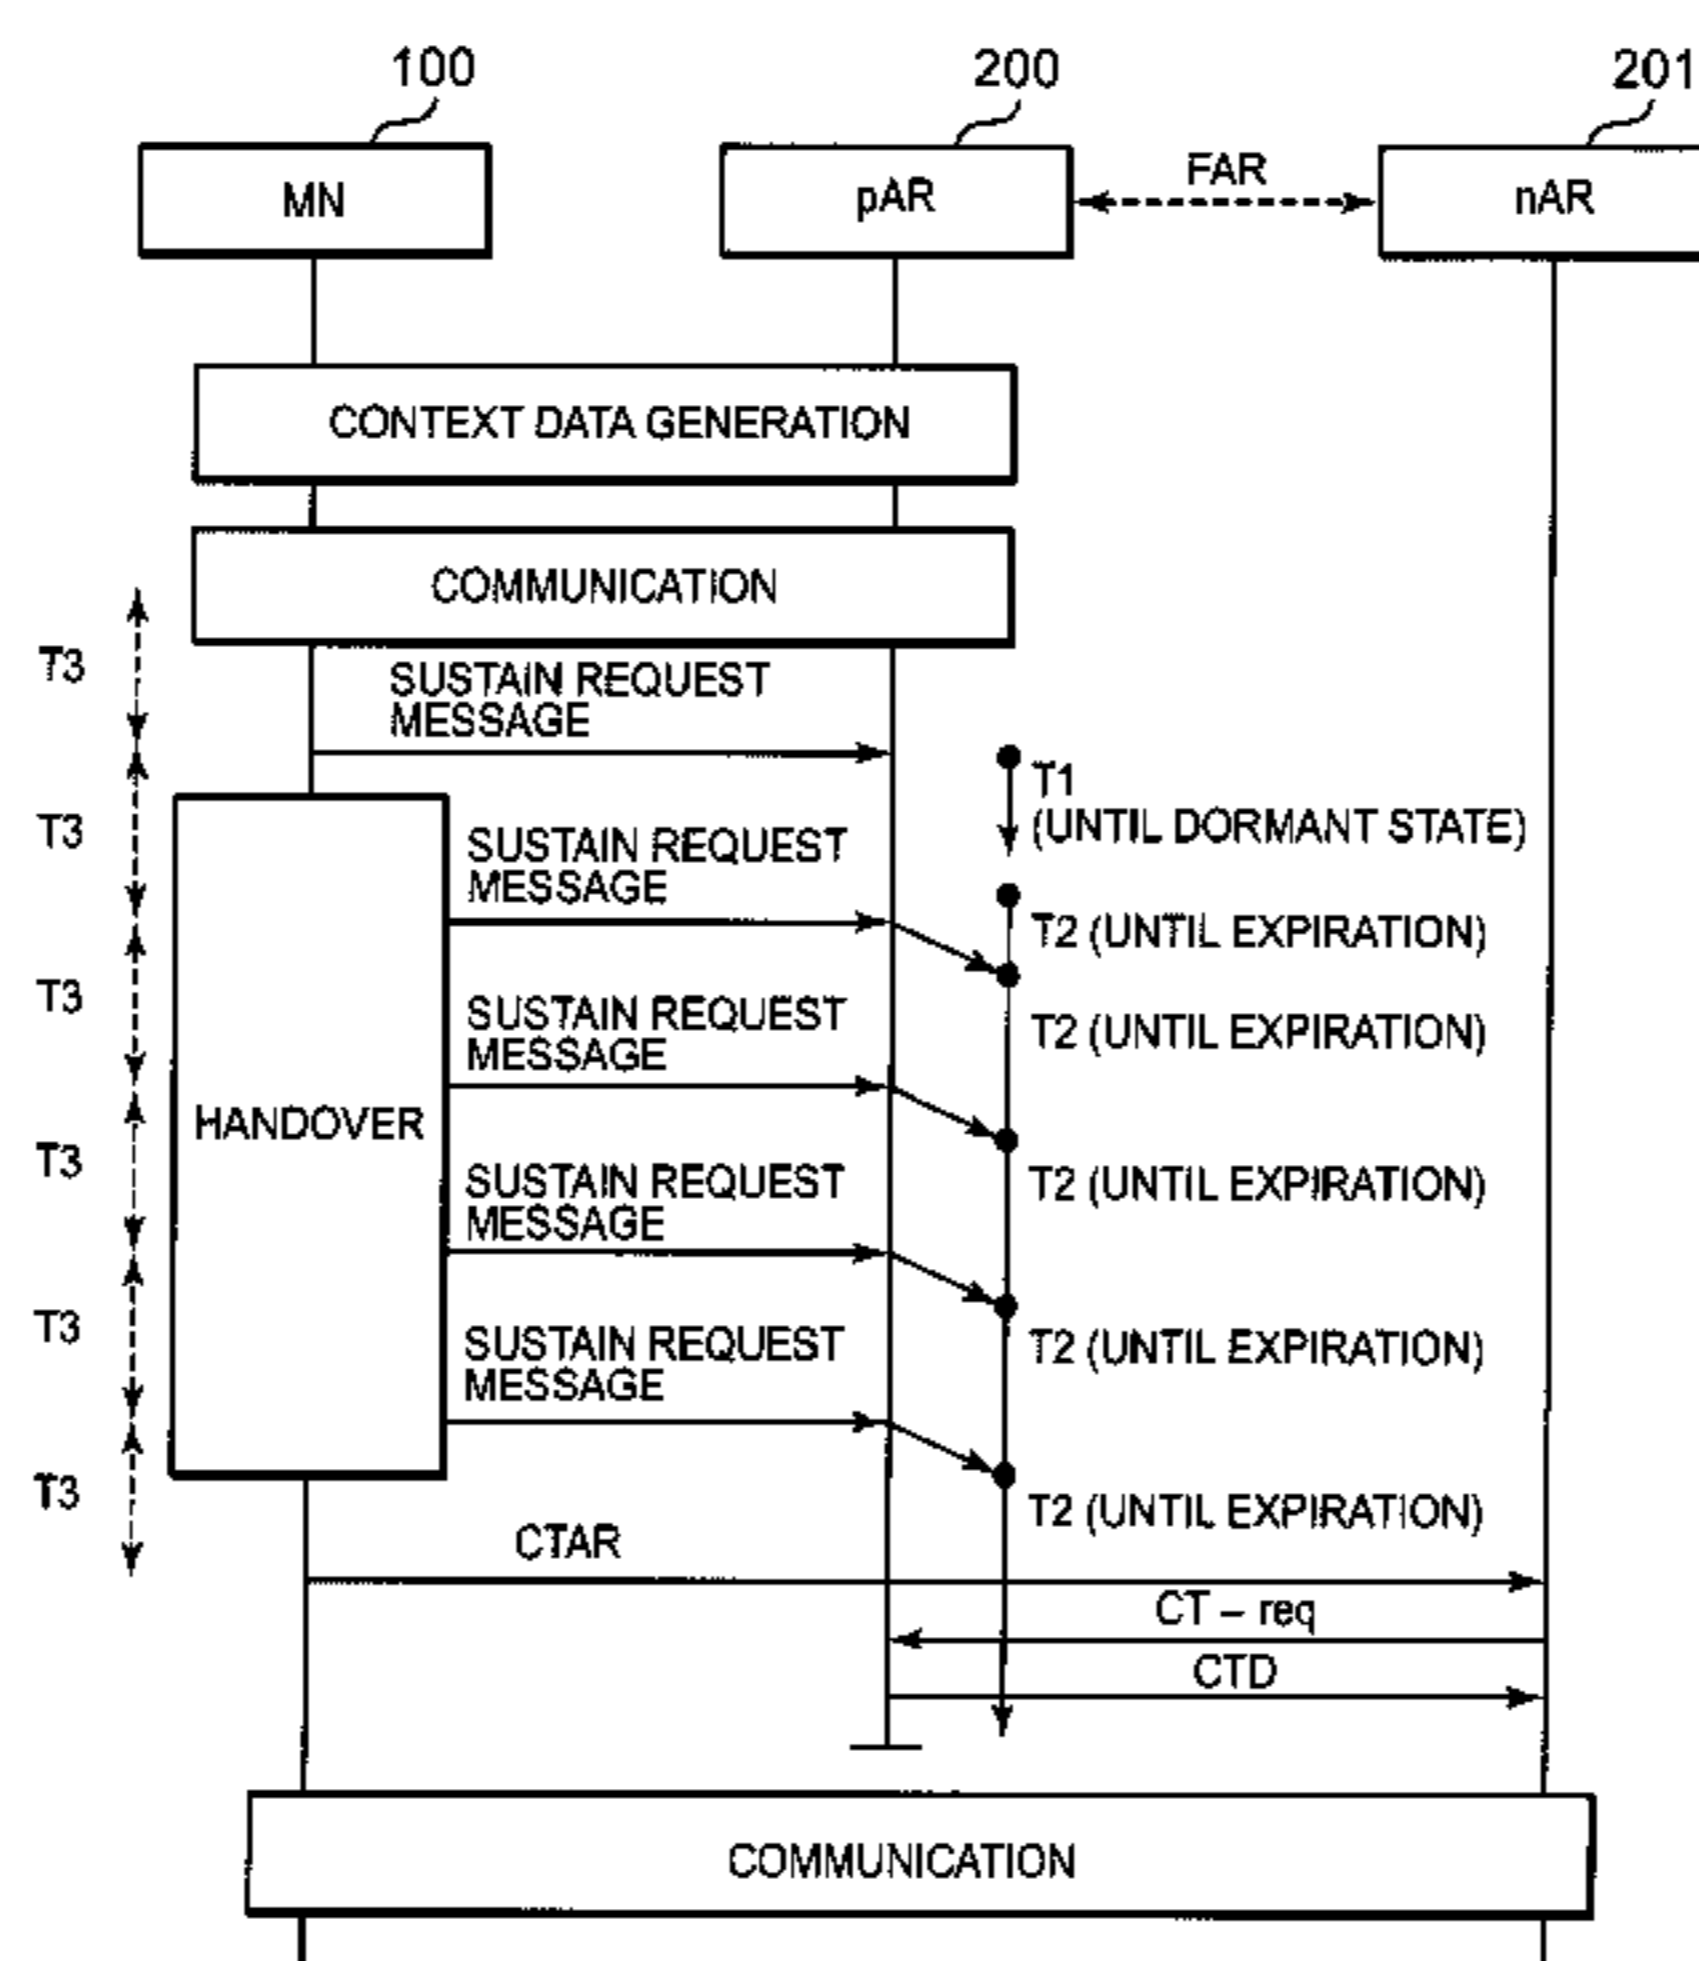 100
200
201
MN
pAR
FAR
nAR
CONTEXT DATA GENERATION
COMMUNICATION
T3
SUSTAIN REQUEST
MESSAGE
T1
(UNTIL DORMANT STATE)
T3
SUSTAIN REQUEST
MESSAGE
T2 (UNTIL EXPIRATION)
T3
SUSTAIN REQUEST
MESSAGE
T2 (UNTIL EXPIRATION)
HANDOVER
T3
SUSTAIN REQUEST
MESSAGE
T2 (UNTIL EXPIRATION)
T3
SUSTAIN REQUEST
MESSAGE
T2 (UNTIL EXPIRATION)
T3
T2 (UNTIL EXPIRATION)
CTAR
CT – req
CTD
COMMUNICATION